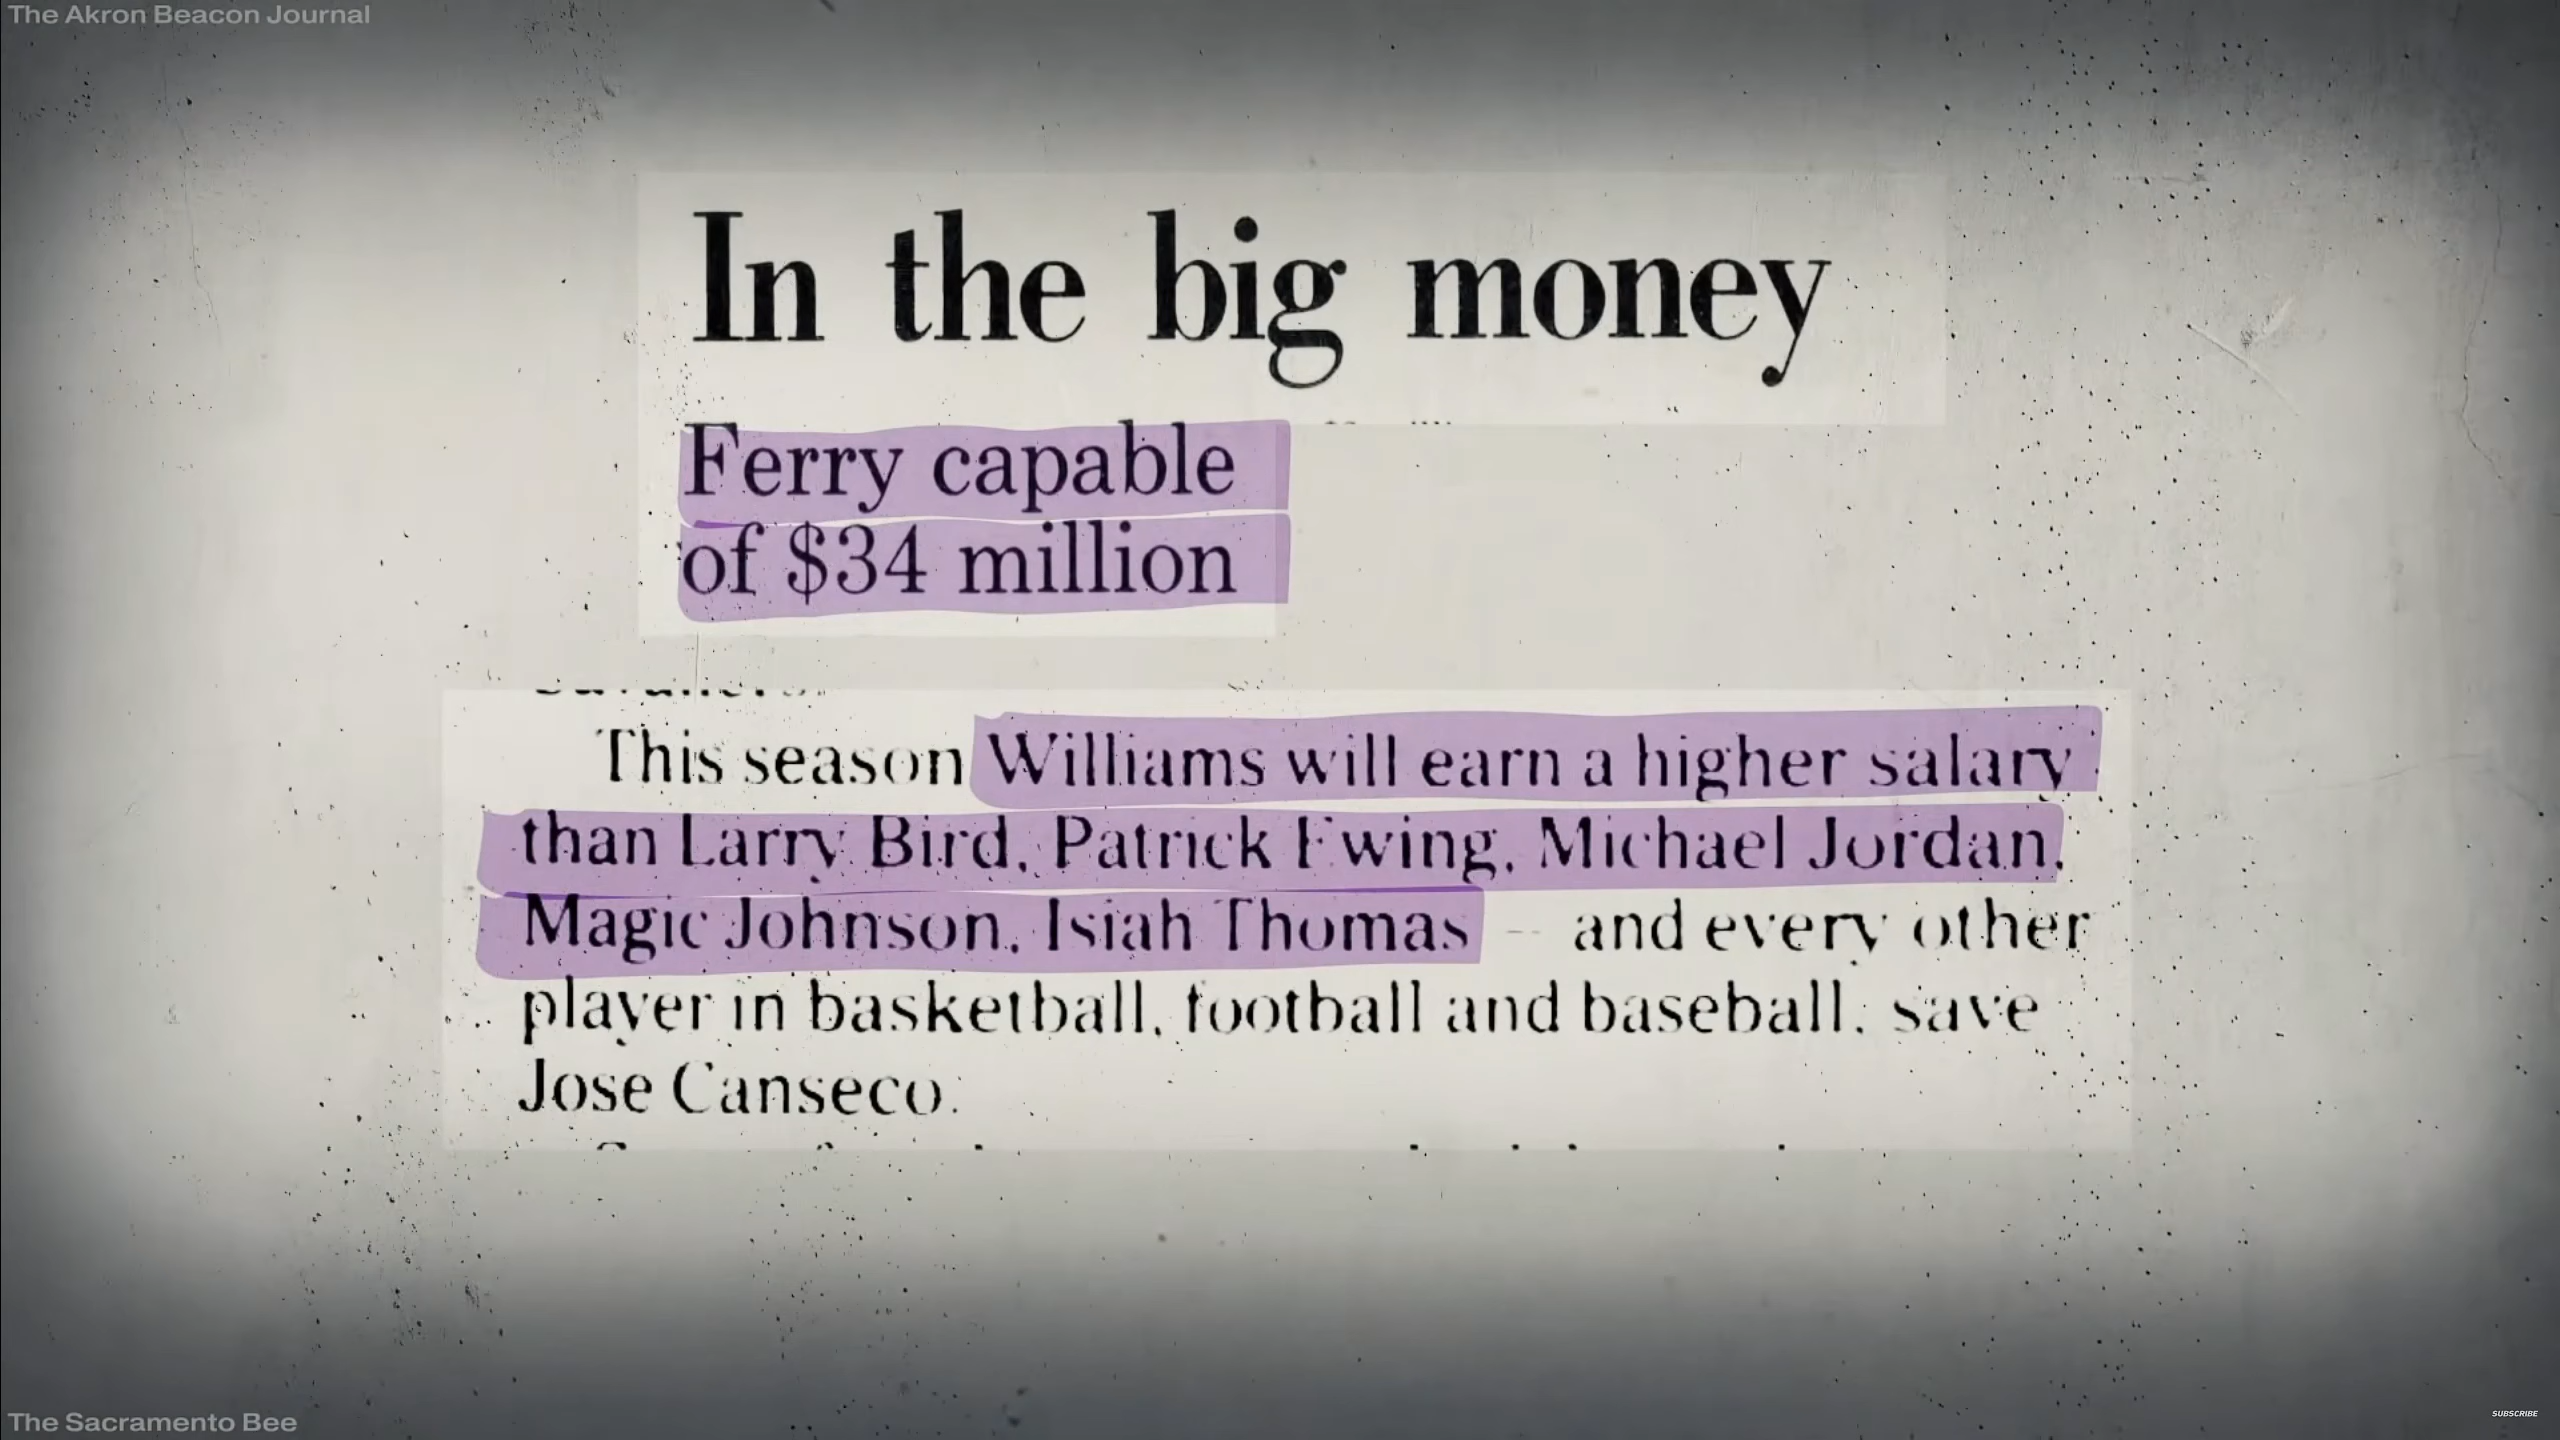 The Akron Beacon Journal
In the big money
Ferry capable
of $34 million
This season Williams will earn a higher salary
than Larry Bird, Patrick Ewing, Michael Jordan,
Magic Johnson, Isiah Thomas — and every other
player in basketball, football and baseball, save
Jose Canseco.
The Sacramento Bee
SUBSCRIBE